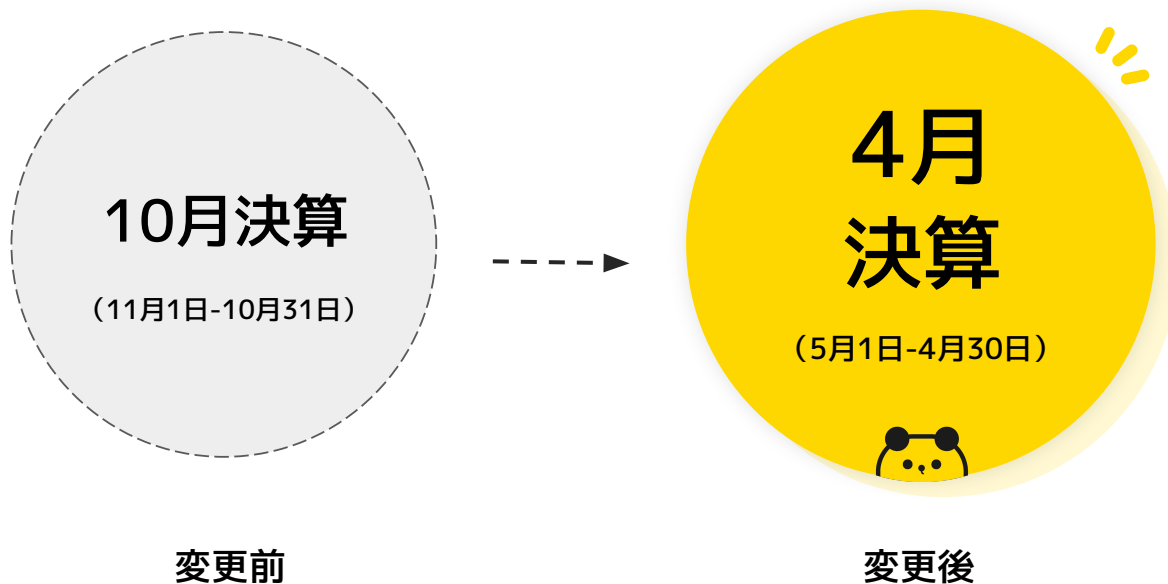 10月決算
（11月1日-10月31日）
変更前
4月
決算
（5月1日-4月30日）
変更後